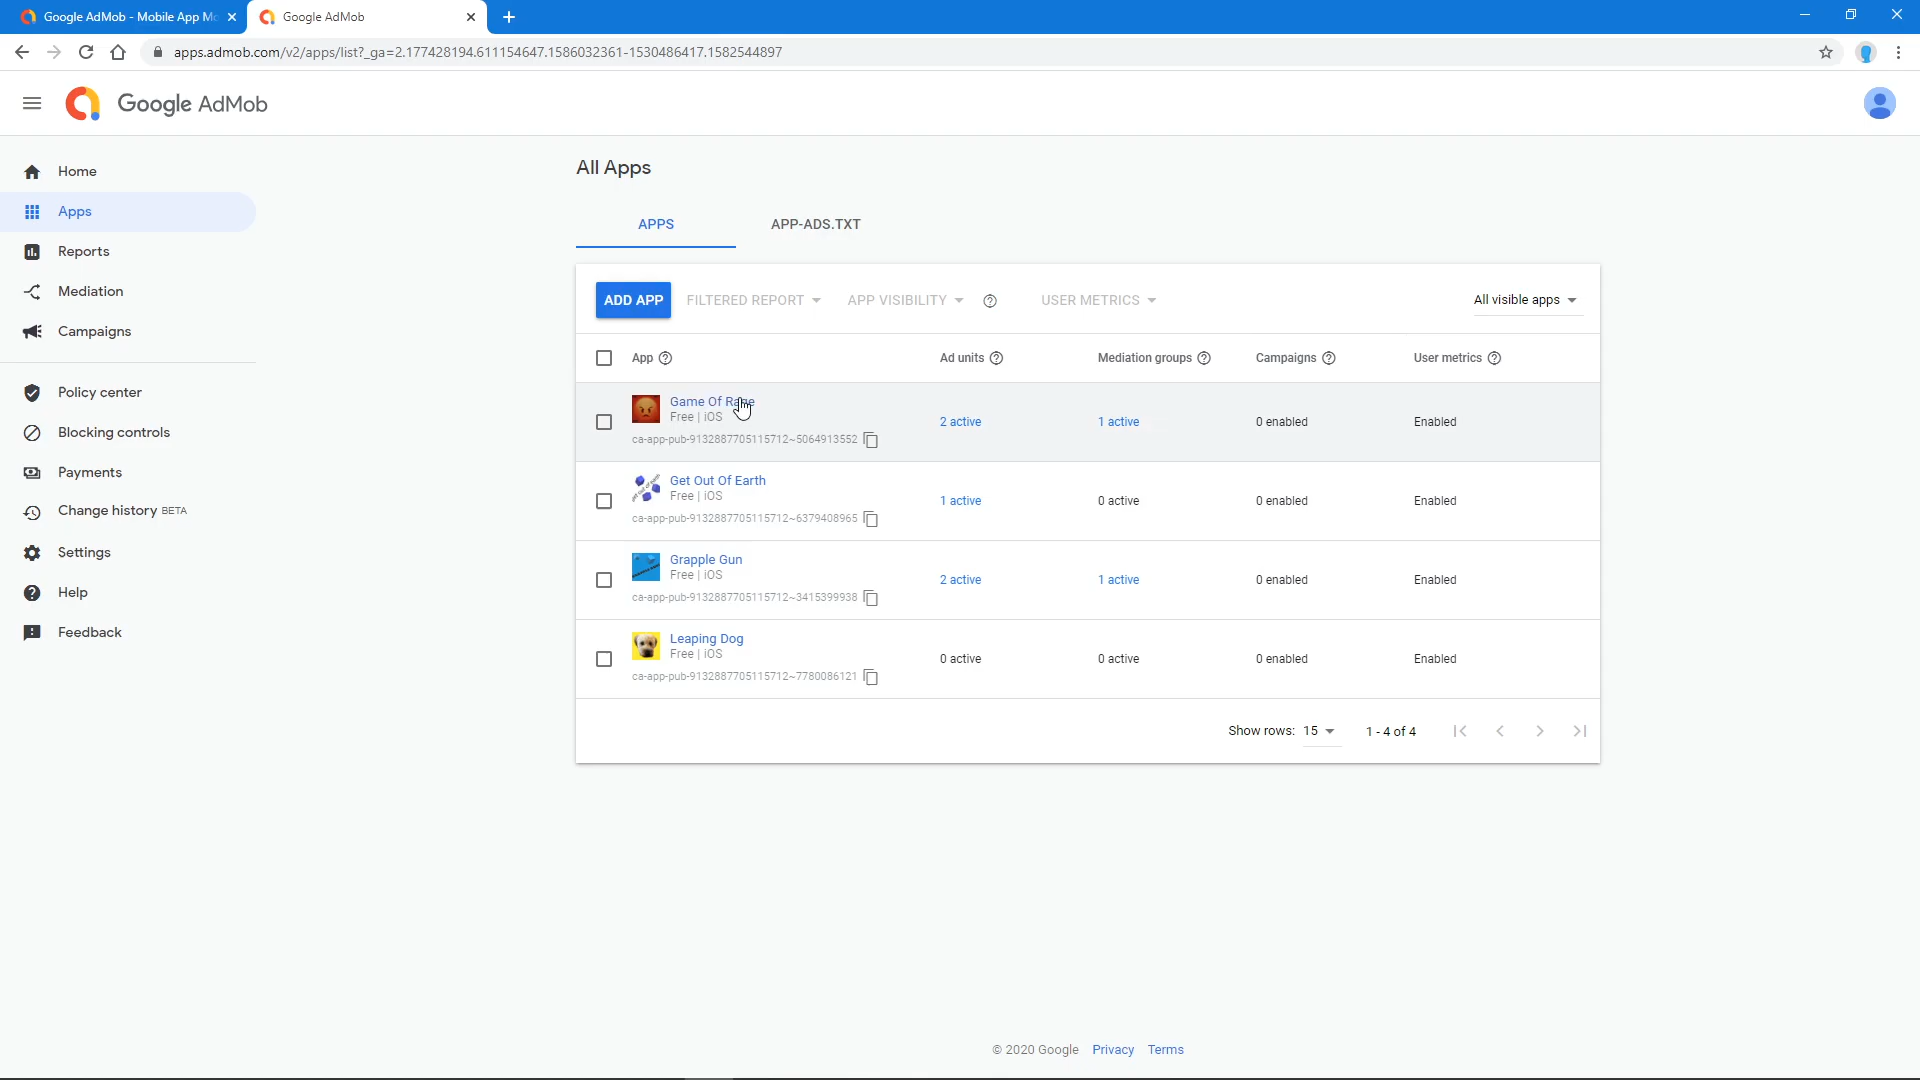 Google AdMob - Mobile App Mo
Google AdMob
apps.admob.com/v2/apps/list?_ga=2.177428194.611154647.1586032361-1530486417.1582544897
Google AdMob
Home
Apps
Reports
Mediation
Campaigns
Policy center
Blocking controls
Payments
Change history BETA
Settings
Help
Feedback
All Apps
APPS
APP-ADS.TXT
ADD APP
FILTERED REPORT
APP VISIBILITY
USER METRICS
All visible apps
App
Ad units
Mediation groups
Campaigns
User metrics
Game Of Rage
Free | iOS
ca-app-pub-9132887705115712~5064913552
2 active
1 active
0 enabled
Enabled
Get Out Of Earth
Free | iOS
ca-app-pub-9132887705115712~6379408965
1 active
0 active
0 enabled
Enabled
Grapple Gun
Free | iOS
ca-app-pub-9132887705115712~3415399938
2 active
1 active
0 enabled
Enabled
Leaping Dog
Free | iOS
ca-app-pub-9132887705115712~7780086121
0 active
0 active
0 enabled
Enabled
Show rows: 15
1 - 4 of 4
© 2020 Google Privacy Terms